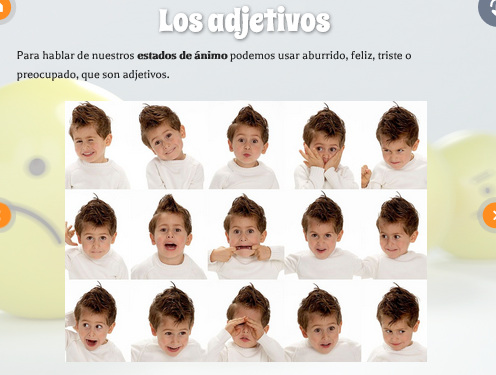 Los adjetivos
Para hablar de nuestros estados de ánimo podemos usar aburrido, feliz, triste o
preocupado, que son adjetivos.